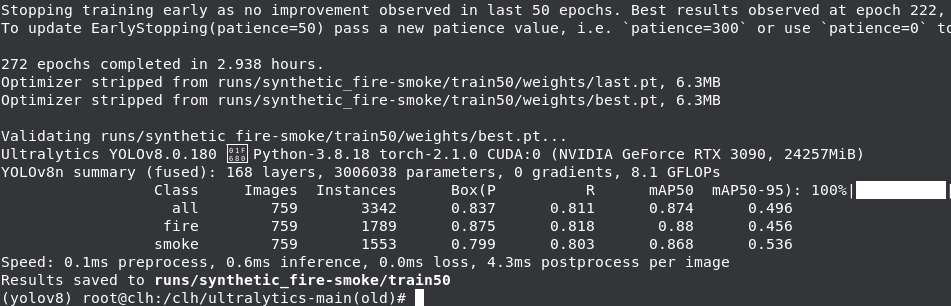 Stopping training early as no improvement observed in last 50 epochs. Best results observed at epoch 222,
To update EarlyStopping(patience=50) pass a new patience value, i.e. `patience=300` or use `patience=0` to
272 epochs completed in 2.938 hours.
Optimizer stripped from runs/synthetic_fire-smoke/train50/weights/last.pt, 6.3MB
Optimizer stripped from runs/synthetic_fire-smoke/train50/weights/best.pt, 6.3MB
Validating runs/synthetic_fire-smoke/train50/weights/best.pt...
Ultralytics YOLOv8.0.180 Python-3.8.18 torch-2.1.0 CUDA:0 (NVIDIA GeForce RTX 3090, 24257MiB)
YOLOv8n summary (fused): 168 layers, 3006038 parameters, 0 gradients, 8.1 GFLOPs
Class Images Instances Box(P R mAP50 mAP50-95): 100%|
all 759 3342 0.837 0.811 0.874 0.496
fire 759 1789 0.875 0.818 0.88 0.456
smoke 759 1553 0.799 0.803 0.868 0.536
Speed: 0.1ms preprocess, 0.6ms inference, 0.0ms loss, 4.3ms postprocess per image
Results saved to runs/synthetic_fire-smoke/train50
(yolov8) root@clh:/clh/ultralytics-main(old)#